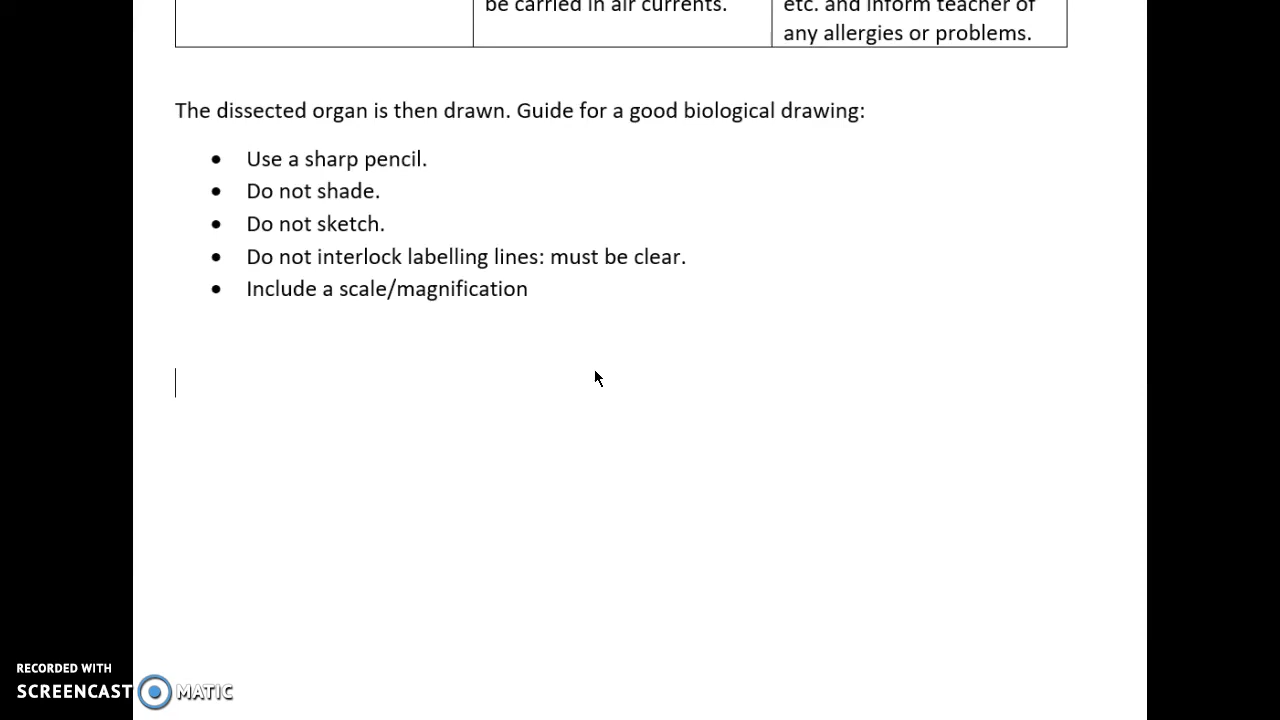 be carried in air currents.
etc. and inform teacher of
any allergies or problems.
The dissected organ is then drawn. Guide for a good biological drawing:
• Use a sharp pencil.
• Do not shade.
• Do not sketch.
• Do not interlock labelling lines: must be clear.
• Include a scale/magnification
RECORDED WITH
SCREENCAST MATIC